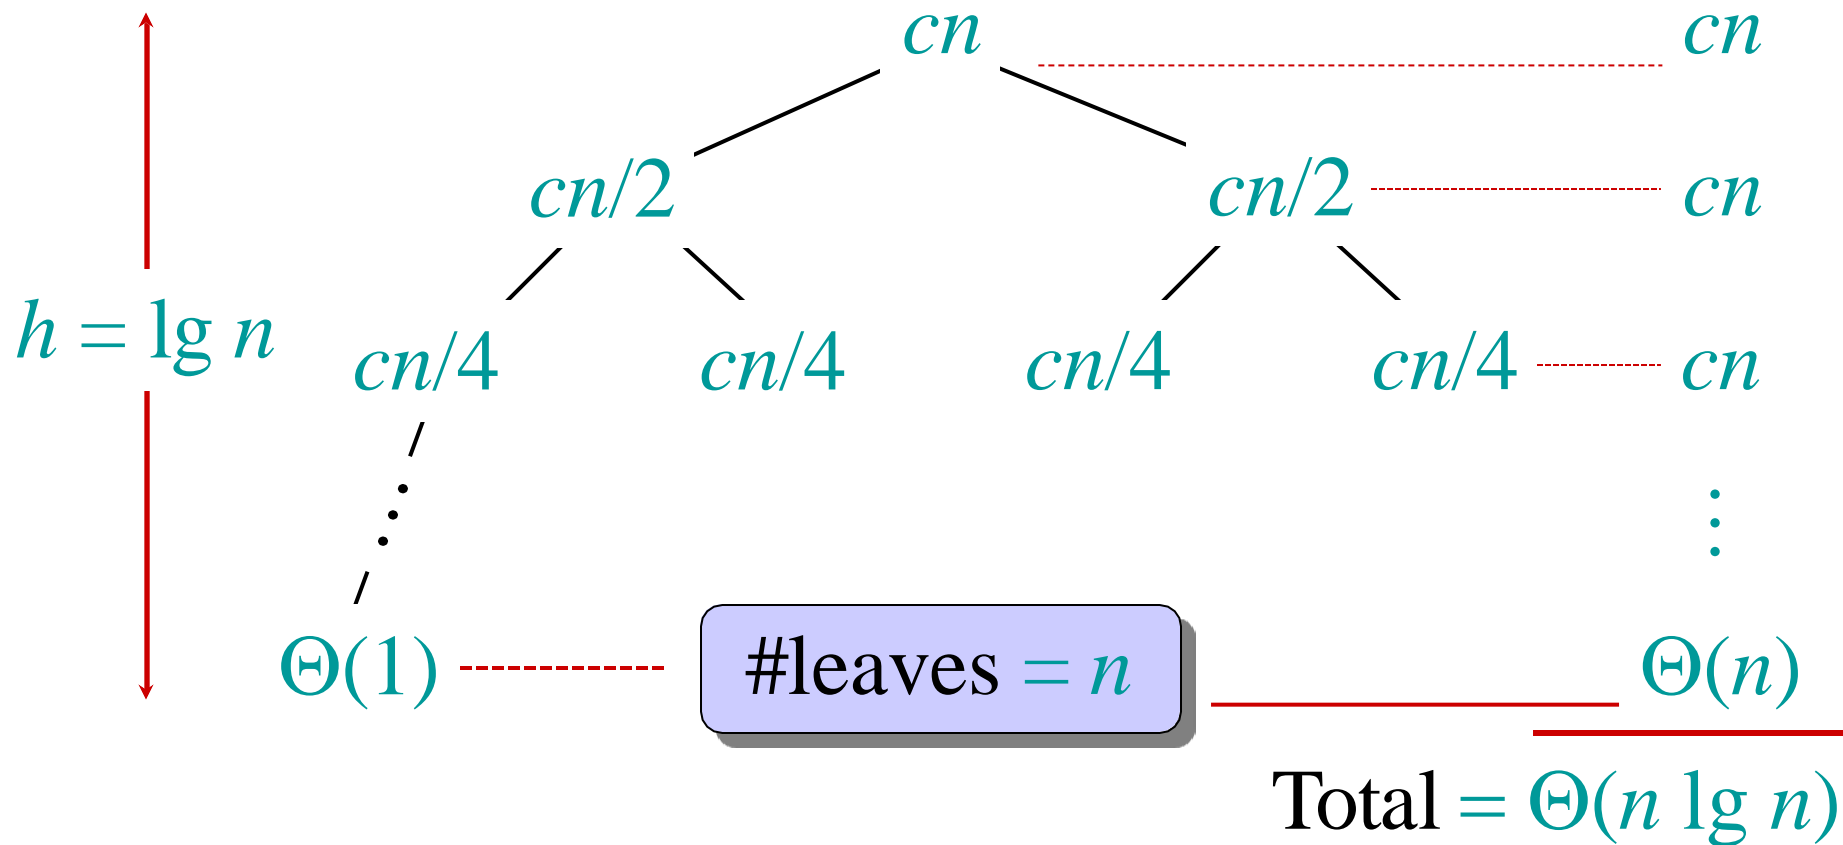 cn cn
cn/2 cn/2 cn
h = lg n cn/4 cn/4 cn/4 cn/4 cn
Θ(1) #leaves = n Θ(n)
Total = Θ(n lg n)